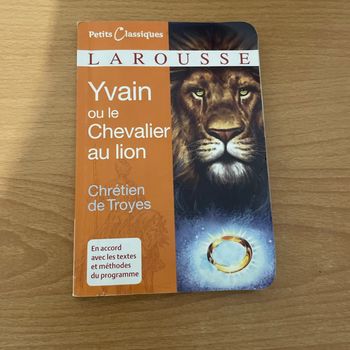 Petits Classiques
LAROUSSE
Yvain
ou le
Chevalier
au lion
Chrétien
de Troyes
En accord
avec les textes
et méthodes
du programme